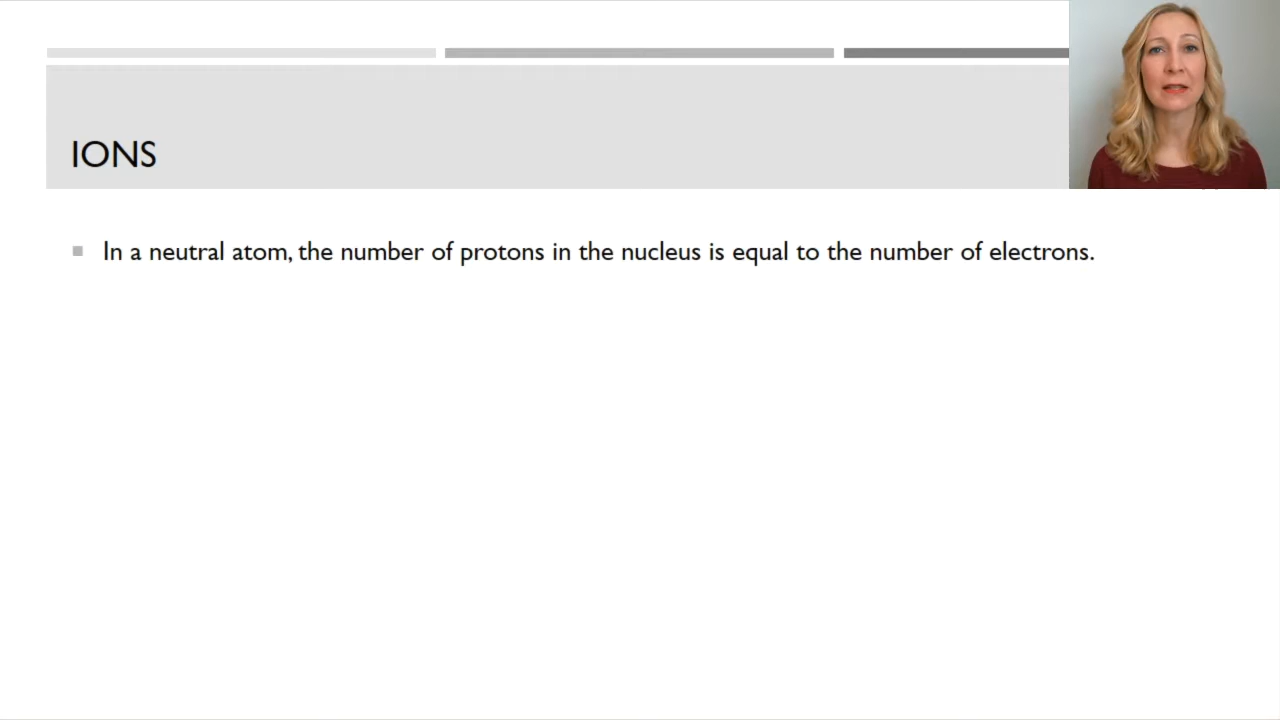 IONS
In a neutral atom, the number of protons in the nucleus is equal to the number of electrons.